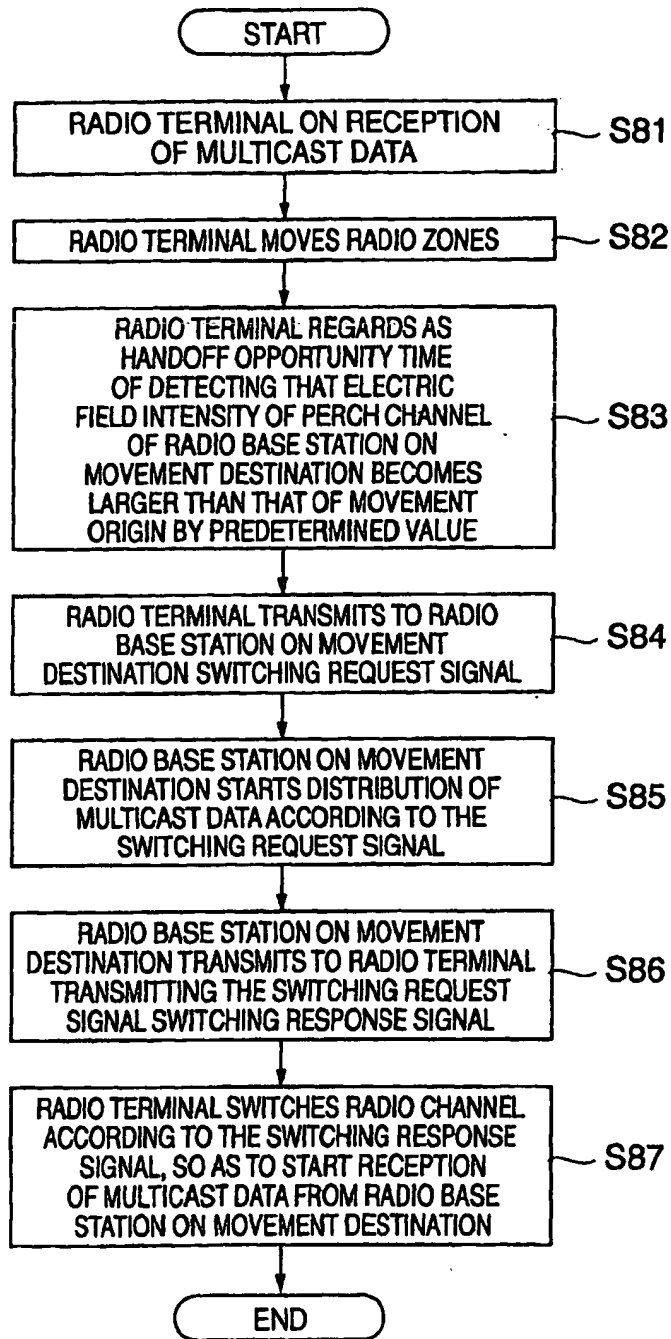 START
RADIO TERMINAL ON RECEPTION
OF MULTICAST DATA
S81
RADIO TERMINAL MOVES RADIO ZONES
S82
RADIO TERMINAL REGARDS AS
HANDOFF OPPORTUNITY TIME
OF DETECTING THAT ELECTRIC
FIELD INTENSITY OF PERCH CHANNEL
OF RADIO BASE STATION ON
MOVEMENT DESTINATION BECOMES
LARGER THAN THAT OF MOVEMENT
ORIGIN BY PREDETERMINED VALUE
S83
RADIO TERMINAL TRANSMITS TO RADIO
BASE STATION ON MOVEMENT
DESTINATION SWITCHING REQUEST SIGNAL
S84
RADIO BASE STATION ON MOVEMENT
DESTINATION STARTS DISTRIBUTION OF
MULTICAST DATA ACCORDING TO THE
SWITCHING REQUEST SIGNAL
S85
RADIO BASE STATION ON MOVEMENT
DESTINATION TRANSMITS TO RADIO TERMINAL
TRANSMITTING THE SWITCHING REQUEST
SIGNAL SWITCHING RESPONSE SIGNAL
S86
RADIO TERMINAL SWITCHES RADIO CHANNEL
ACCORDING TO THE SWITCHING RESPONSE
SIGNAL, SO AS TO START RECEPTION
OF MULTICAST DATA FROM RADIO BASE
STATION ON MOVEMENT DESTINATION
S87
END